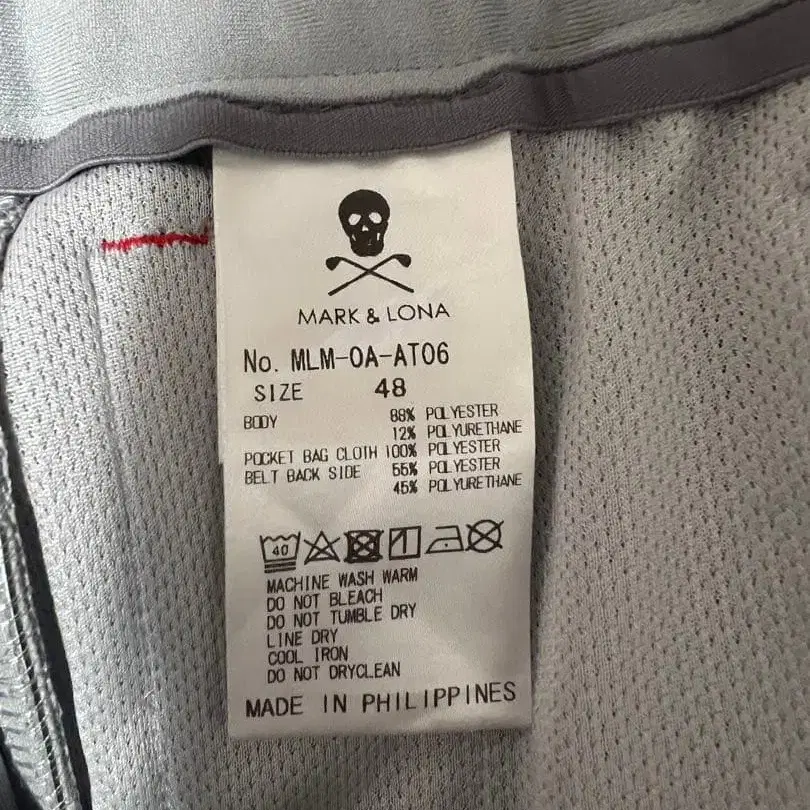 MARK & LONA
No. MLM-OA-AT06
SIZE 48
BODY 88% POLYESTER
12% POLYURETHANE
POCKET BAG CLOTH 100% POLYESTER
BELT BACK SIDE 55% POLYESTER
45% POLYURETHANE
40
MACHINE WASH WARM
DO NOT BLEACH
DO NOT TUMBLE DRY
LINE DRY
COOL IRON
DO NOT DRYCLEAN
MADE IN PHILIPPINES